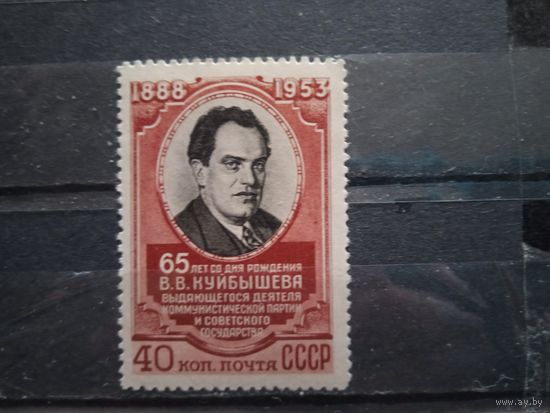 1888 1953
65 ЛЕТ СО ДНЯ РОЖДЕНИЯ
В.В.КУЙБЫШЕВА
ВЫДАЮЩЕГОСЯ ДЕЯТЕЛЯ
КОММУНИСТИЧЕСКОЙ ПАРТИИ
И СОВЕТСКОГО
ГОСУДАРСТВА
40 КОП. ПОЧТА СССР
ay.by